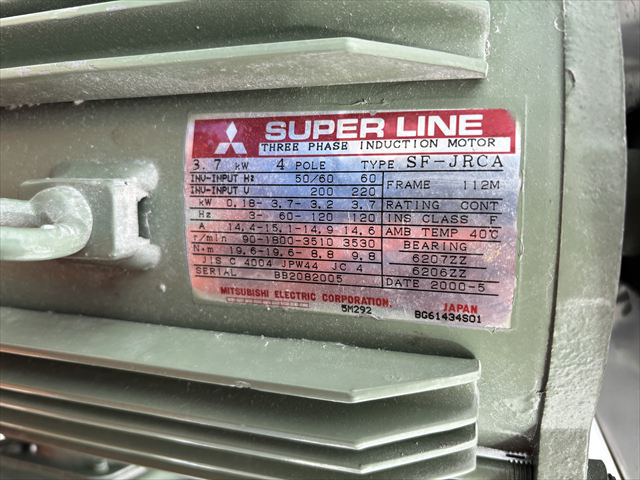 SUPER LINE
THREE PHASE INDUCTION MOTOR
3.7 kW 4 POLE TYPE SF-JRCA
INV-INPUT Hz 50/60 60 FRAME 112M
INV-INPUT V 200 220
kW 0.18- 3.7- 3.2 3.7 RATING CONT
Hz 3- 60-120 120 INS CLASS F
A 14.4-15.1-14.9 14.6 AMB TEMP 40℃
r/min 90-1800-3510 3530 BEARING
N·m 19.6-19.6- 8.8 9.8 6207ZZ
JIS C 4004 JPW44 JC 4 6206ZZ
SERIAL BB2082005 DATE 2000-5
MITSUBISHI ELECTRIC CORPORATION JAPAN
5M292 BG61434S01